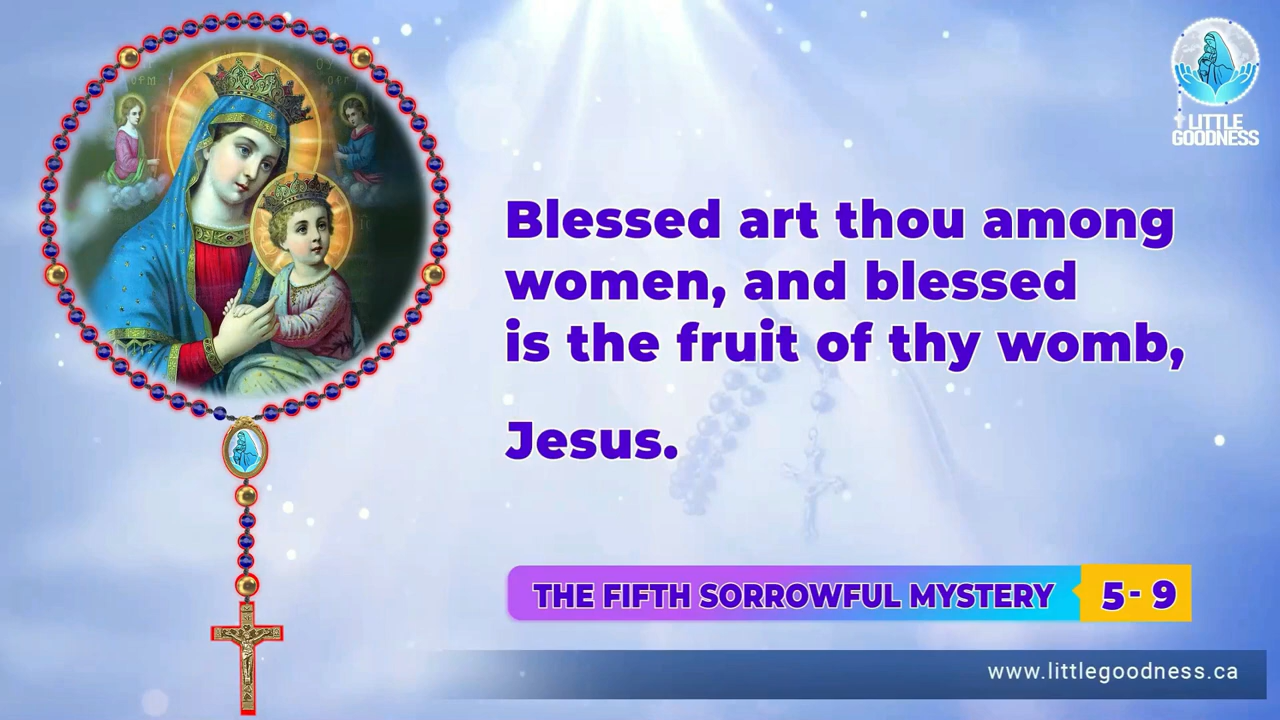 LITTLE
GOODNESS
Blessed art thou among
women, and blessed
is the fruit of thy womb,
Jesus.
THE FIFTH SORROWFUL MYSTERY 5 - 9
www.littlegoodness.ca